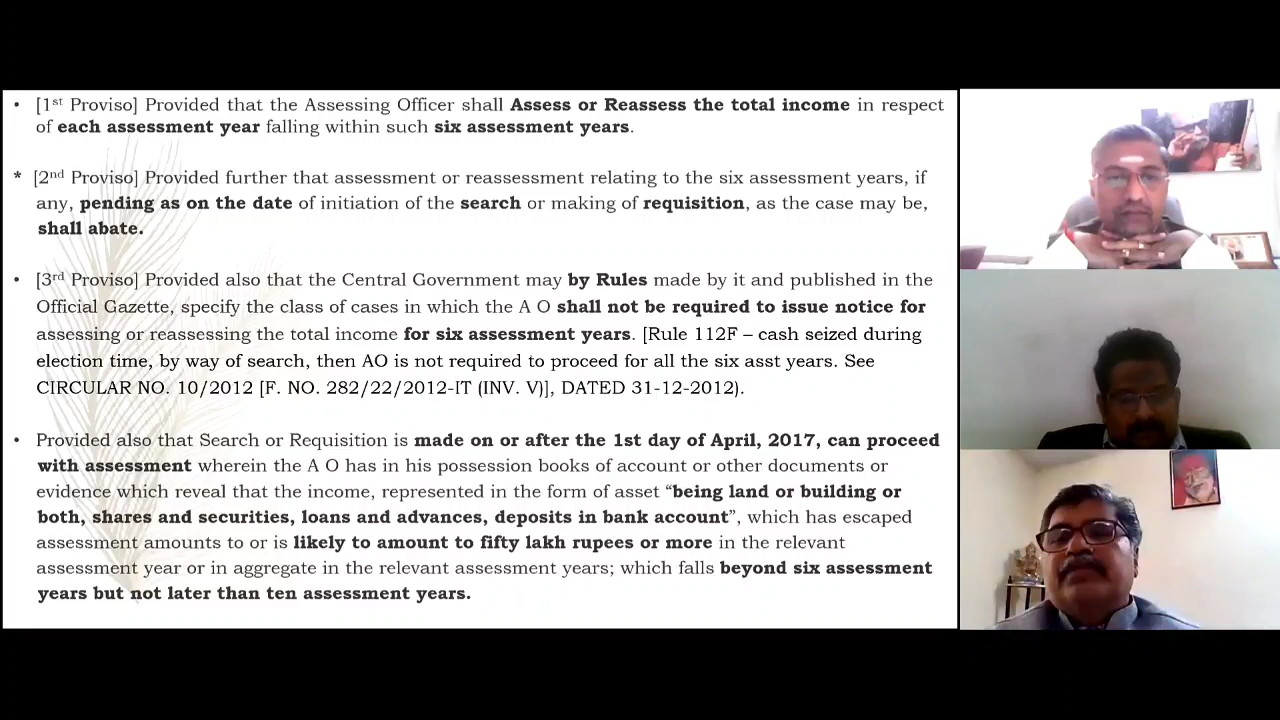 • [1st Proviso] Provided that the Assessing Officer shall Assess or Reassess the total income in respect
of each assessment year falling within such six assessment years.
* [2nd Proviso] Provided further that assessment or reassessment relating to the six assessment years, if
any, pending as on the date of initiation of the search or making of requisition, as the case may be,
shall abate.
• [3rd Proviso] Provided also that the Central Government may by Rules made by it and published in the
Official Gazette, specify the class of cases in which the A O shall not be required to issue notice for
assessing or reassessing the total income for six assessment years. [Rule 112F – cash seized during
election time, by way of search, then AO is not required to proceed for all the six asst years. See
CIRCULAR NO. 10/2012 [F. NO. 282/22/2012-IT (INV. V)], DATED 31-12-2012).
• Provided also that Search or Requisition is made on or after the 1st day of April, 2017, can proceed
with assessment wherein the A O has in his possession books of account or other documents or
evidence which reveal that the income, represented in the form of asset “being land or building or
both, shares and securities, loans and advances, deposits in bank account”, which has escaped
assessment amounts to or is likely to amount to fifty lakh rupees or more in the relevant
assessment year or in aggregate in the relevant assessment years; which falls beyond six assessment
years but not later than ten assessment years.